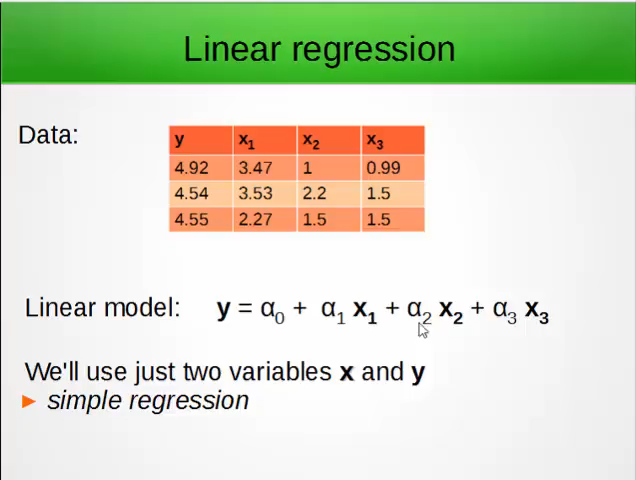 Linear regression
Data:
y x₁ x₂ x₃
4.92 3.47 1 0.99
4.54 3.53 2.2 1.5
4.55 2.27 1.5 1.5
Linear model: y = α₀ + α₁ x₁ + α₂ x₂ + α₃ x₃
We'll use just two variables x and y
► simple regression